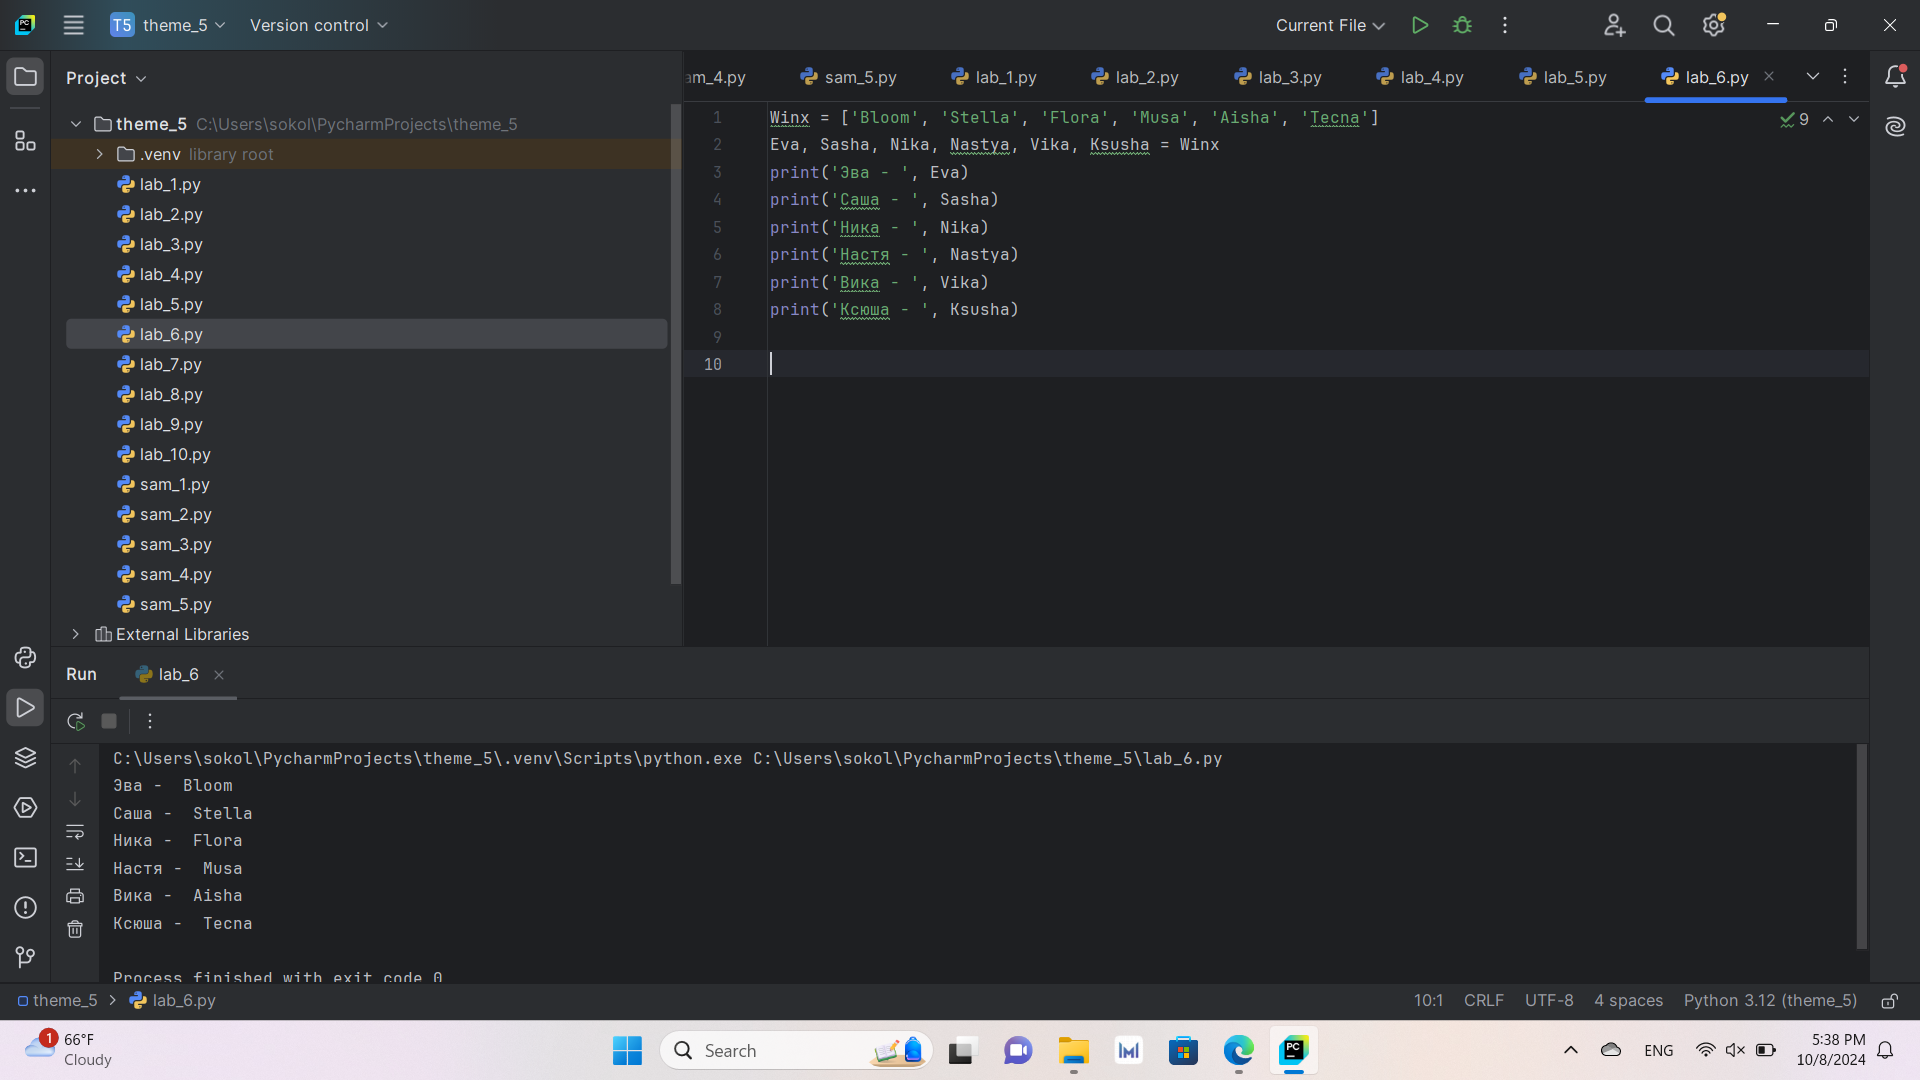 T5 theme_5 Version control Current File
Project
theme_5 C:\Users\sokol\PycharmProjects\theme_5
.venv library root
lab_1.py
lab_2.py
lab_3.py
lab_4.py
lab_5.py
lab_6.py
lab_7.py
lab_8.py
lab_9.py
lab_10.py
sam_1.py
sam_2.py
sam_3.py
sam_4.py
sam_5.py
External Libraries
am_4.py sam_5.py lab_1.py lab_2.py lab_3.py lab_4.py lab_5.py lab_6.py
9
1 Winx = ['Bloom', 'Stella', 'Flora', 'Musa', 'Aisha', 'Tecna']
2 Eva, Sasha, Nika, Nastya, Vika, Ksusha = Winx
3 print('Эва - ', Eva)
4 print('Саша - ', Sasha)
5 print('Ника - ', Nika)
6 print('Настя - ', Nastya)
7 print('Вика - ', Vika)
8 print('Ксюша - ', Ksusha)
9
10
Run lab_6
C:\Users\sokol\PycharmProjects\theme_5\.venv\Scripts\python.exe C:\Users\sokol\PycharmProjects\theme_5\lab_6.py
Эва -  Bloom
Саша -  Stella
Ника -  Flora
Настя -  Musa
Вика -  Aisha
Ксюша -  Tecna
Process finished with exit code 0
theme_5 > lab_6.py 10:1 CRLF UTF-8 4 spaces Python 3.12 (theme_5)
1
66°F
Cloudy
Search
PC
ENG
5:38 PM
10/8/2024